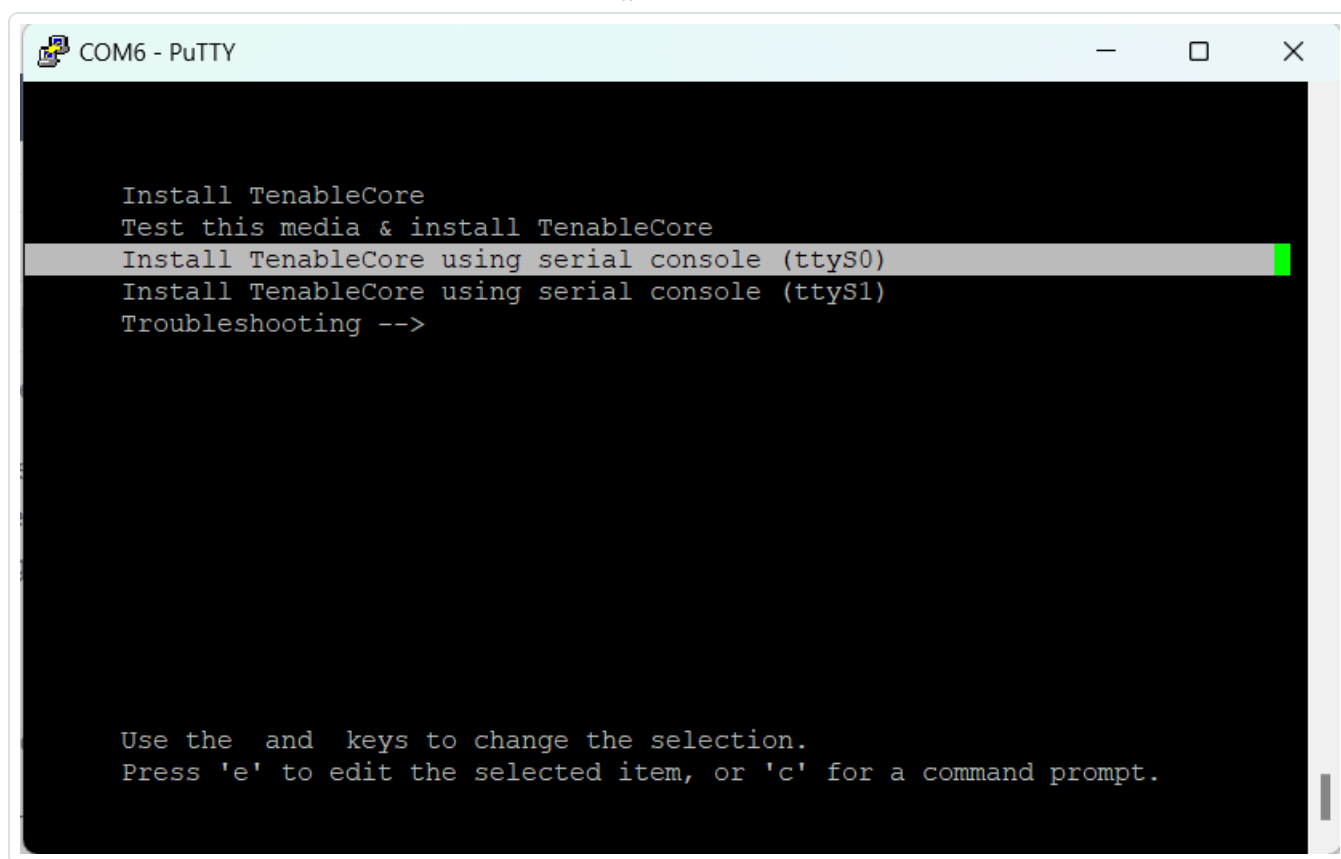 COM6 - PuTTY
Install TenableCore
Test this media & install TenableCore
Install TenableCore using serial console (ttyS0)
Install TenableCore using serial console (ttyS1)
Troubleshooting -->
Use the  and  keys to change the selection.
Press 'e' to edit the selected item, or 'c' for a command prompt.